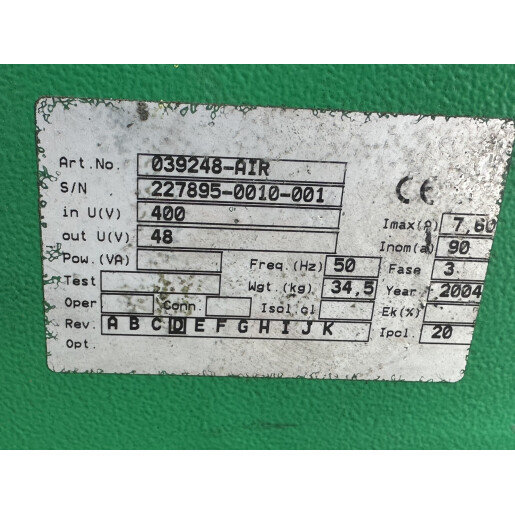 Art.No. 039248-AIR
S/N 227895-0010-001
CE
in U(V) 400
Imax(A) 7,60
out U(V) 48
Inom(a) 90
Pow.(VA) Freq.(Hz) 50 Fase 3
Test Wgt.(kg) 34,5 Year 2004
Oper Conn. Isol.cl Ek(%)
Rev. A B C D E F G H I J K Ipcl. 20
Opt.